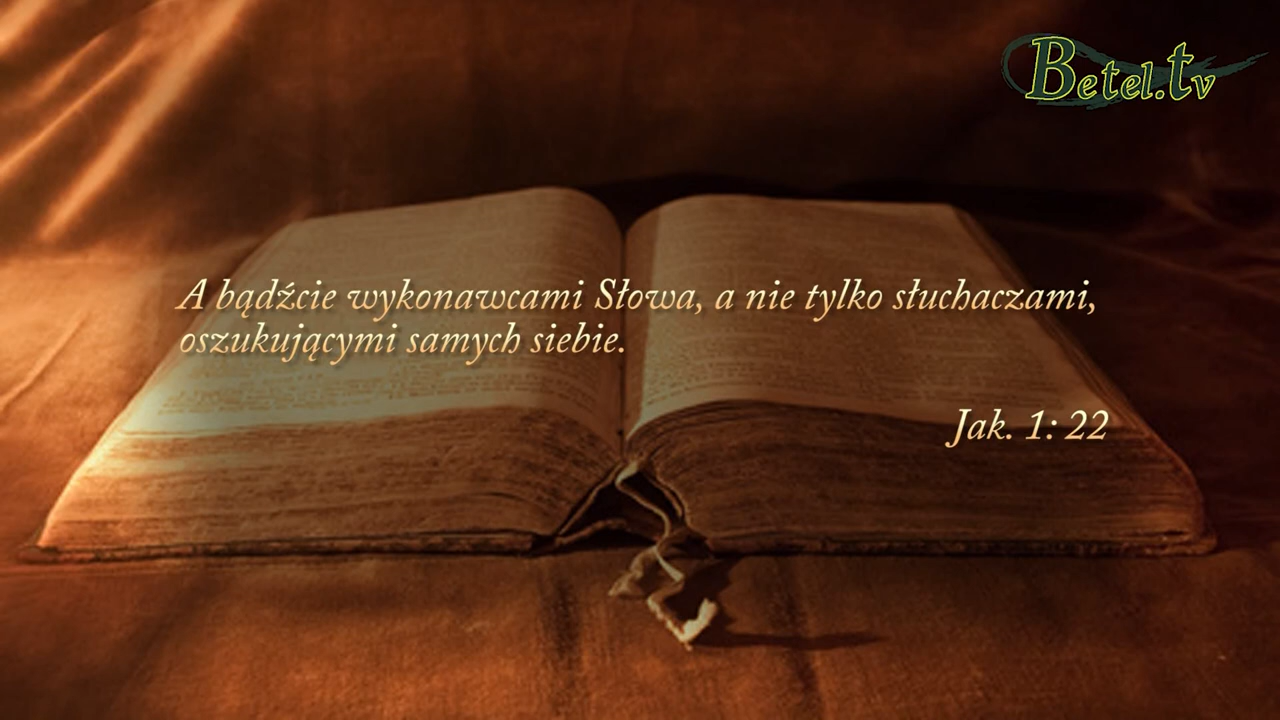 Betel.tv
A bądźcie wykonawcami Słowa, a nie tylko słuchaczami,
oszukującymi samych siebie.
Jak. 1: 22